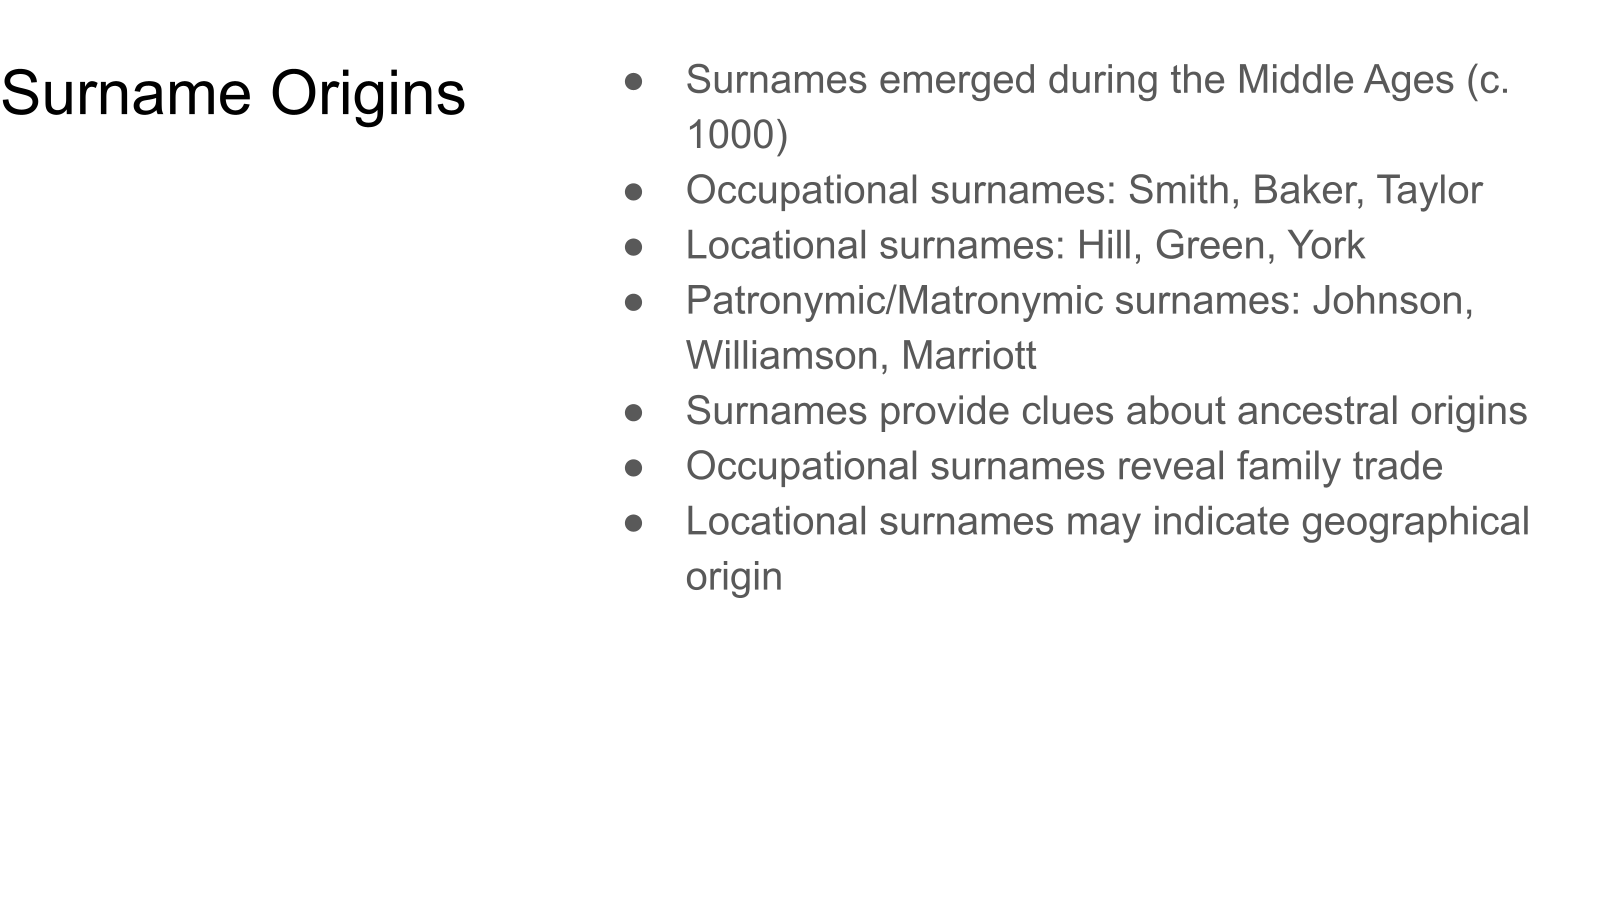 Surname Origins
● Surnames emerged during the Middle Ages (c.
1000)
● Occupational surnames: Smith, Baker, Taylor
● Locational surnames: Hill, Green, York
● Patronymic/Matronymic surnames: Johnson,
Williamson, Marriott
● Surnames provide clues about ancestral origins
● Occupational surnames reveal family trade
● Locational surnames may indicate geographical
origin